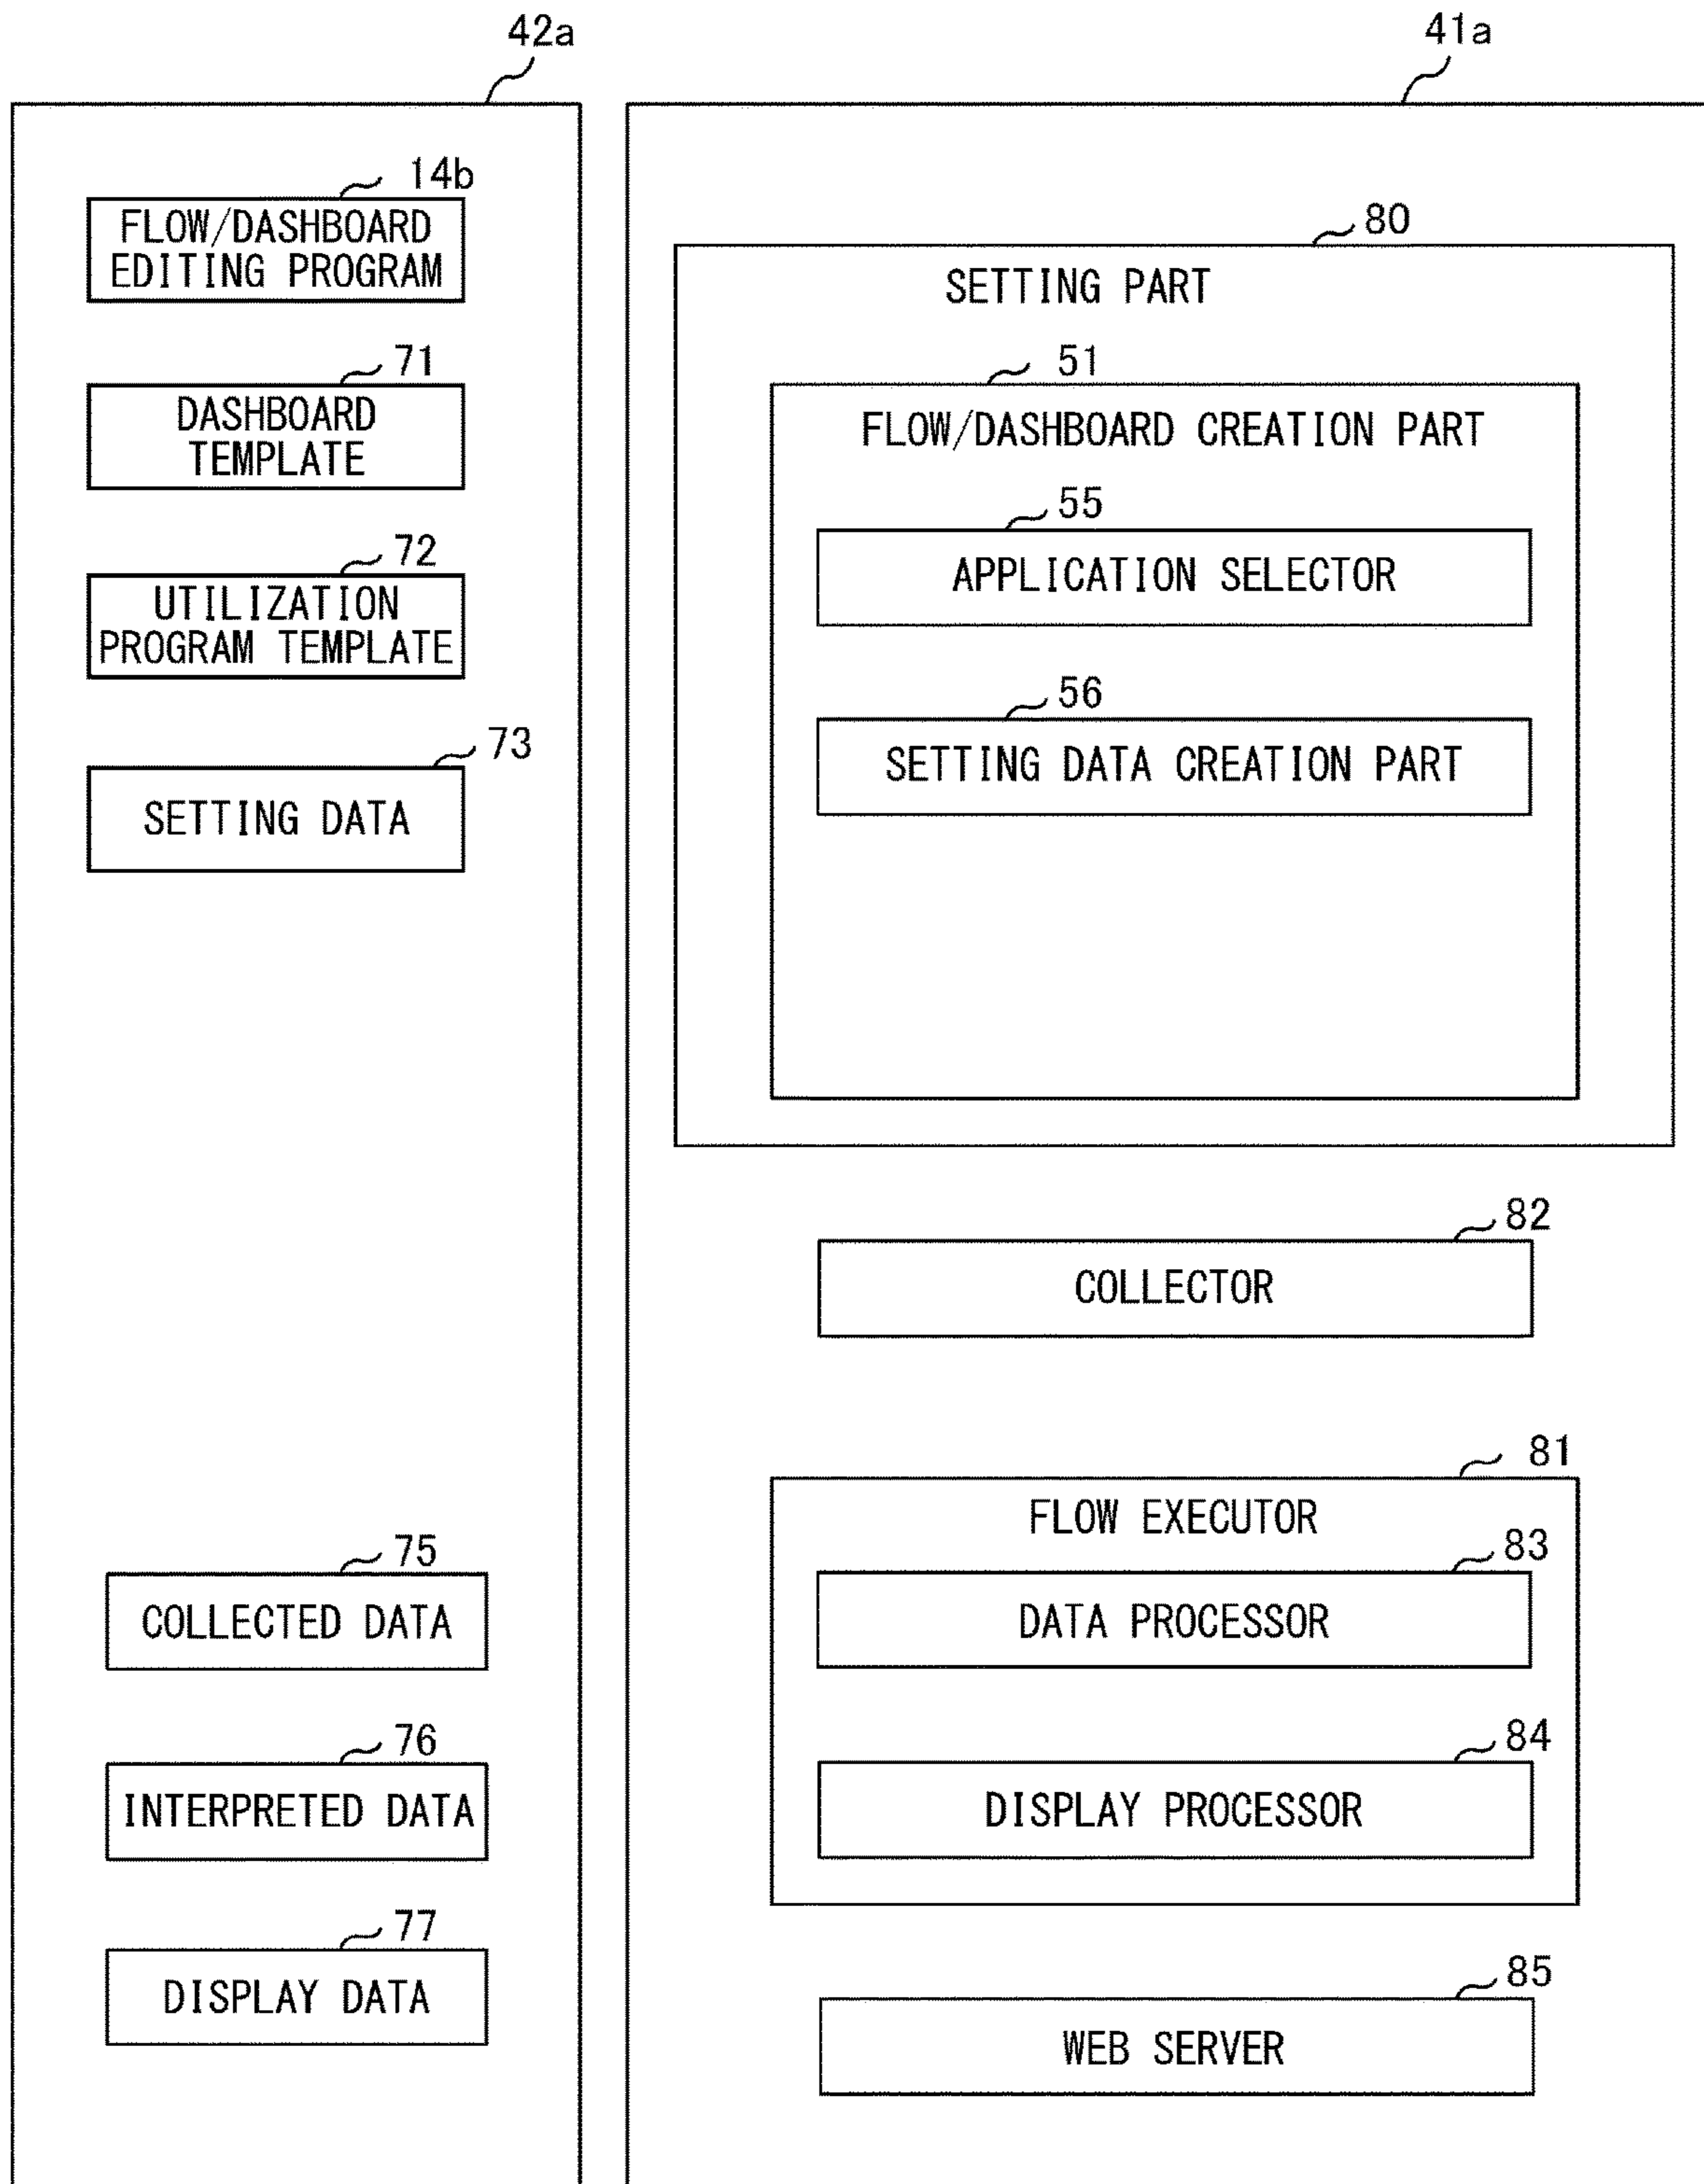 42a
14b
FLOW/DASHBOARD
EDITING PROGRAM
71
DASHBOARD
TEMPLATE
72
UTILIZATION
PROGRAM TEMPLATE
73
SETTING DATA
75
COLLECTED DATA
76
INTERPRETED DATA
77
DISPLAY DATA
41a
80
SETTING PART
51
FLOW/DASHBOARD CREATION PART
55
APPLICATION SELECTOR
56
SETTING DATA CREATION PART
82
COLLECTOR
81
FLOW EXECUTOR
83
DATA PROCESSOR
84
DISPLAY PROCESSOR
85
WEB SERVER